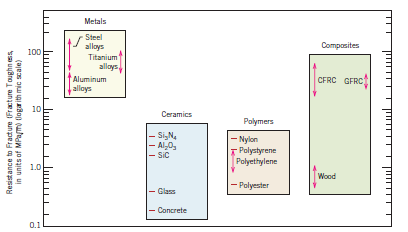 Resistance to Fracture (Fracture Toughness,
in units of MPa√m) (logarithmic scale)
100
10
1.0
0.1
Metals
Steel
alloys
Titanium
alloys
Aluminum
alloys
Ceramics
Si3N4
Al2O3
SiC
Glass
Concrete
Polymers
Nylon
Polystyrene
Polyethylene
Polyester
Composites
CFRC GFRC
Wood